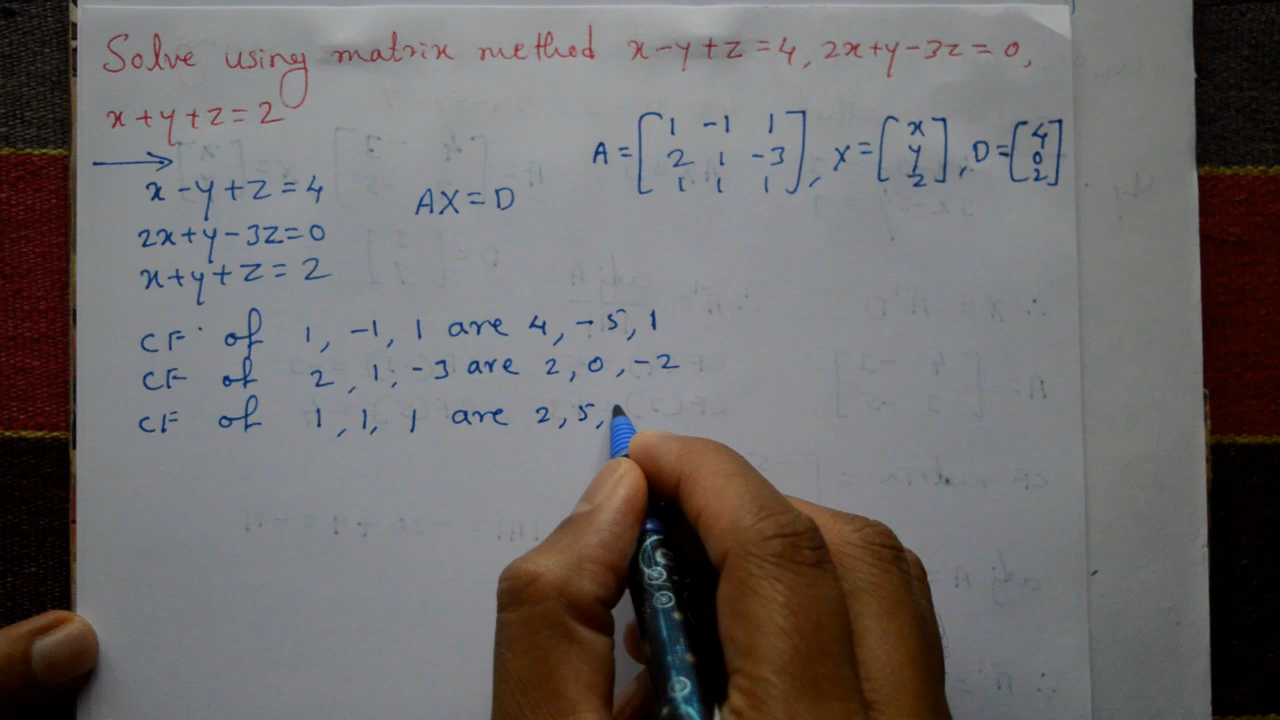 Solve using matrix method x-y+z=4, 2x+y-3z=0,
x+y+z=2
A=[1 -1 1
2 1 -3
1 1 1], X=[x
y
z], D=[4
0
2]
x-y+z=4
AX=D
2x+y-3z=0
x+y+z=2
CF of 1, -1, 1 are 4, -5, 1
CF of 2, 1, -3 are 2, 0, -2
CF of 1, 1, 1 are 2, 5,